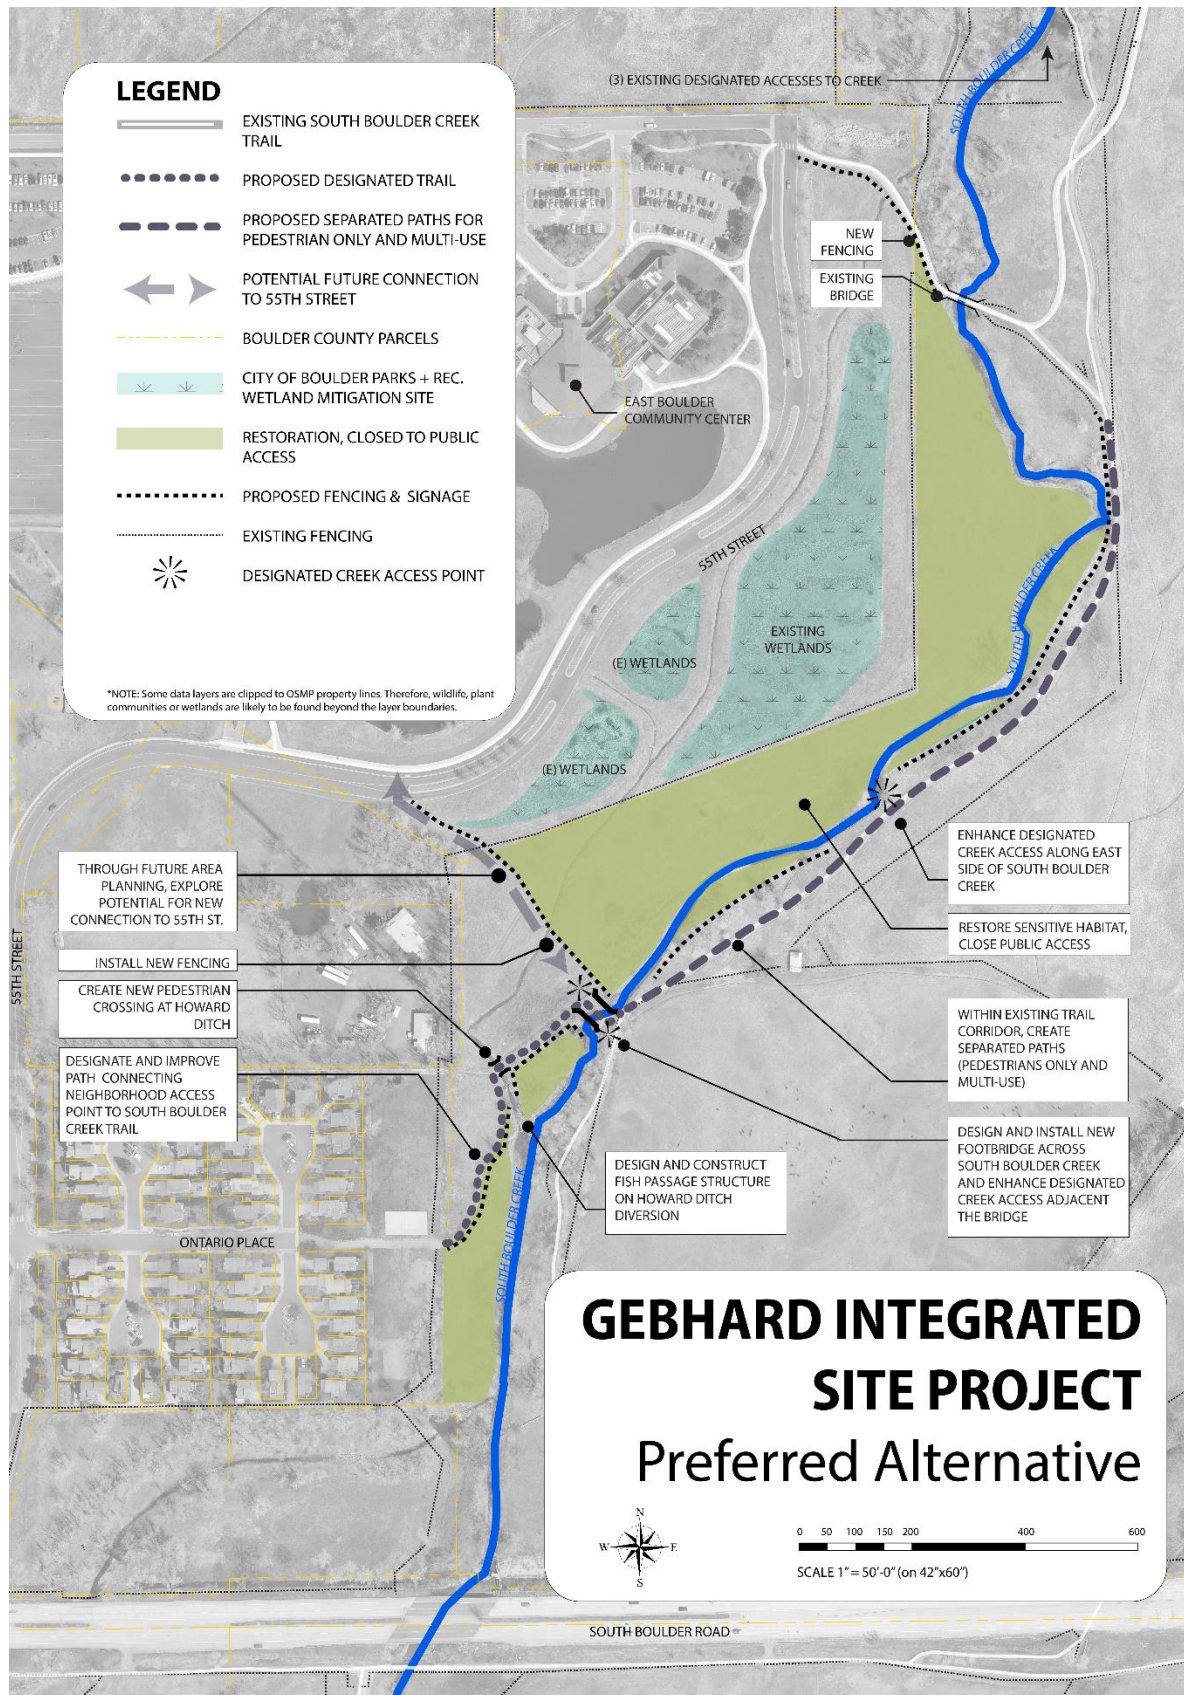 (3) EXISTING DESIGNATED ACCESSES TO CREEK
SOUTH BOULDER CREEK
LEGEND
EXISTING SOUTH BOULDER CREEK
TRAIL
PROPOSED DESIGNATED TRAIL
PROPOSED SEPARATED PATHS FOR
PEDESTRIAN ONLY AND MULTI-USE
POTENTIAL FUTURE CONNECTION
TO 55TH STREET
BOULDER COUNTY PARCELS
CITY OF BOULDER PARKS + REC.
WETLAND MITIGATION SITE
RESTORATION, CLOSED TO PUBLIC
ACCESS
PROPOSED FENCING & SIGNAGE
EXISTING FENCING
DESIGNATED CREEK ACCESS POINT
*NOTE: Some data layers are clipped to OSMP property lines. Therefore, wildlife, plant
communities or wetlands are likely to be found beyond the layer boundaries.
NEW
FENCING
EXISTING
BRIDGE
EAST BOULDER
COMMUNITY CENTER
55TH STREET
SOUTH BOULDER CREEK
EXISTING
WETLANDS
(E) WETLANDS
(E) WETLANDS
THROUGH FUTURE AREA
PLANNING, EXPLORE
POTENTIAL FOR NEW
CONNECTION TO 55TH ST.
INSTALL NEW FENCING
CREATE NEW PEDESTRIAN
CROSSING AT HOWARD
DITCH
DESIGNATE AND IMPROVE
PATH CONNECTING
NEIGHBORHOOD ACCESS
POINT TO SOUTH BOULDER
CREEK TRAIL
55TH STREET
ENHANCE DESIGNATED
CREEK ACCESS ALONG EAST
SIDE OF SOUTH BOULDER
CREEK
RESTORE SENSITIVE HABITAT,
CLOSE PUBLIC ACCESS
WITHIN EXISTING TRAIL
CORRIDOR, CREATE
SEPARATED PATHS
(PEDESTRIANS ONLY AND
MULTI-USE)
DESIGN AND INSTALL NEW
FOOTBRIDGE ACROSS
SOUTH BOULDER CREEK
AND ENHANCE DESIGNATED
CREEK ACCESS ADJACENT
THE BRIDGE
DESIGN AND CONSTRUCT
FISH PASSAGE STRUCTURE
ON HOWARD DITCH
DIVERSION
SOUTH BOULDER CREEK
ONTARIO PLACE
GEBHARD INTEGRATED
SITE PROJECT
Preferred Alternative
N
W E
S
0 50 100 150 200 400 600
SCALE 1" = 50'-0" (on 42"x60")
SOUTH BOULDER ROAD